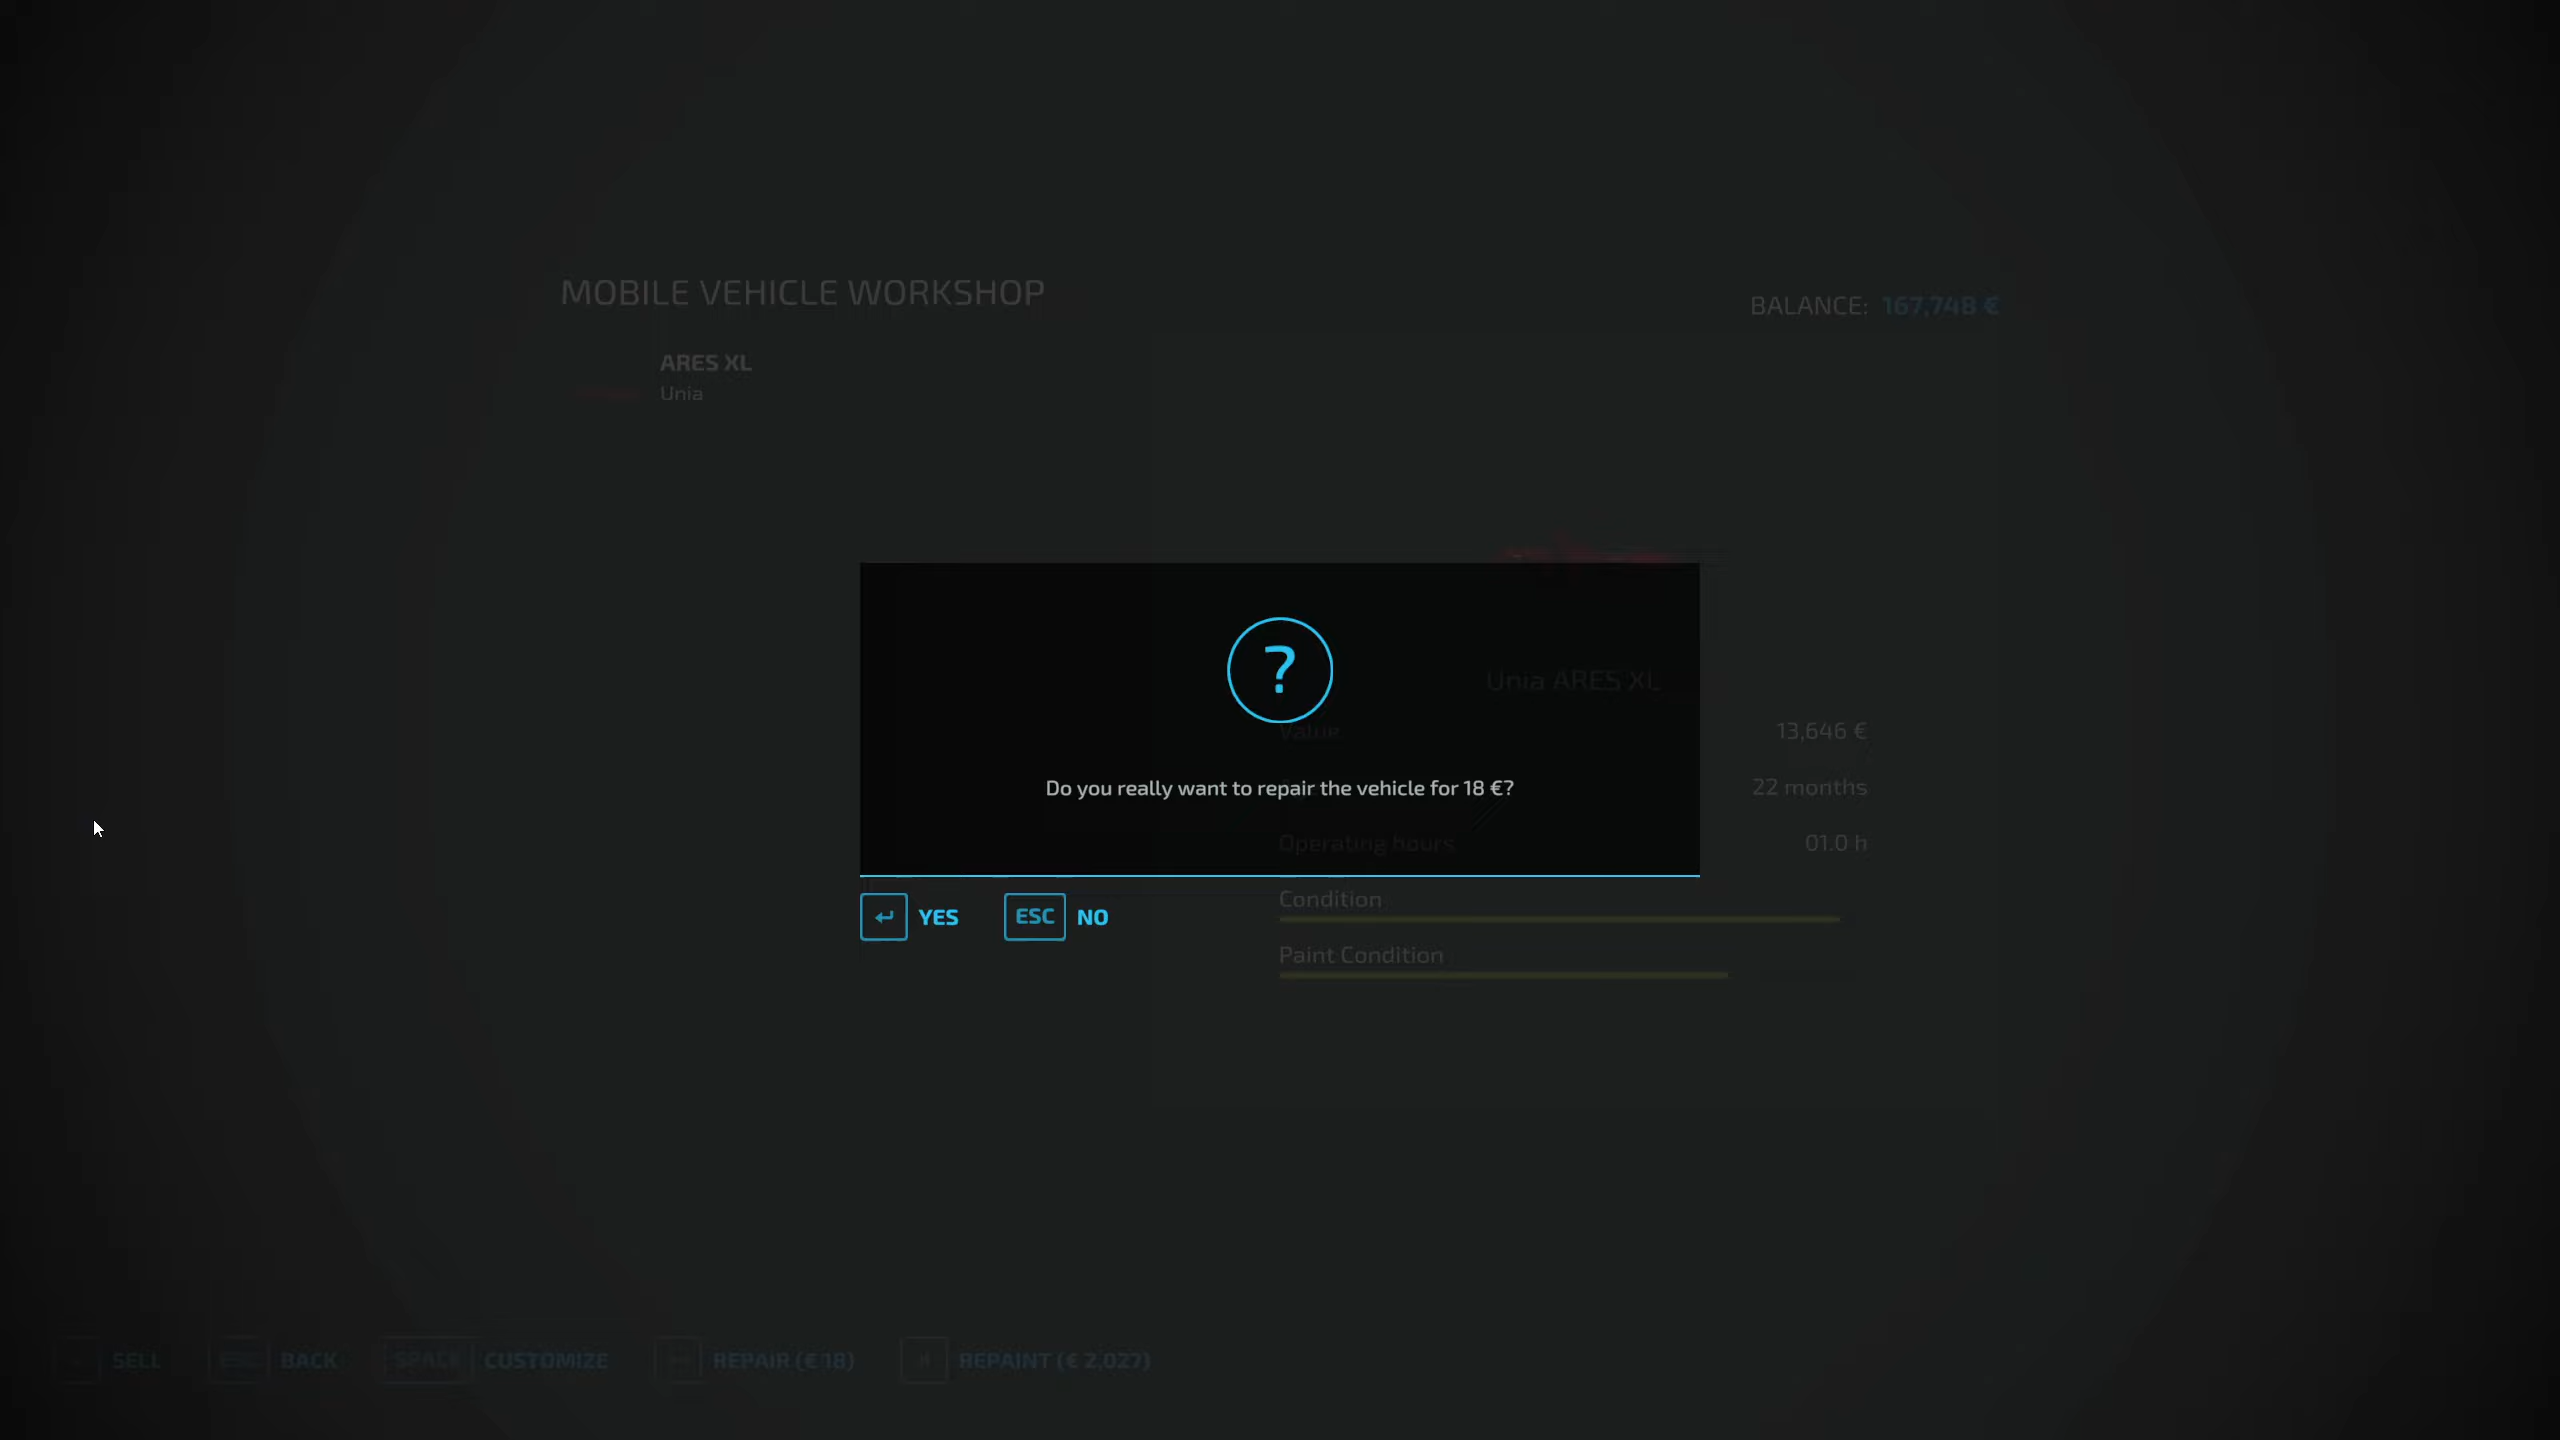 MOBILE VEHICLE WORKSHOP
BALANCE: 167,748 €
ARES XL
Unia
?
Unia ARES XL
Value 13,646 €
22 months
Do you really want to repair the vehicle for 18 €?
Operating hours 01.0 h
Condition
YES ESC NO
Paint Condition
SELL ESC BACK SPACE CUSTOMIZE REPAIR (€ 18) REPAINT (€ 2,027)